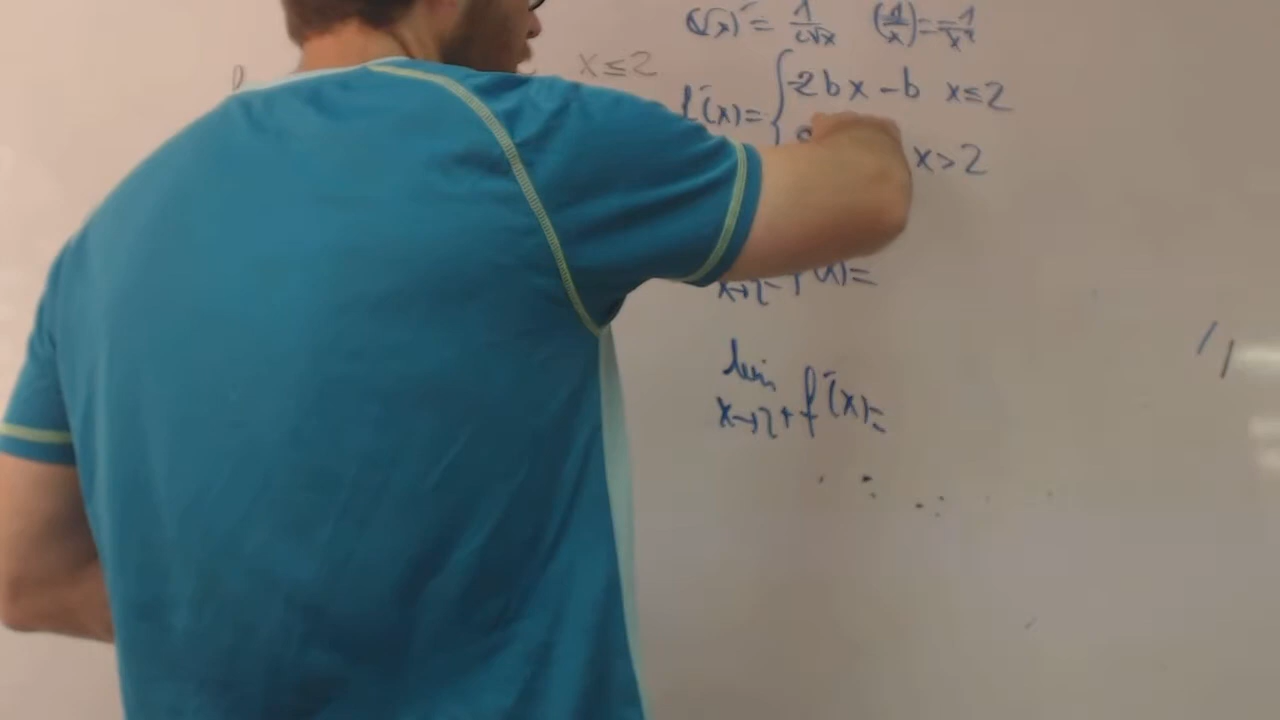 (√x)´= 1/2√x (1/x)´= -1/x²
x≤2
f´(x)= { -2bx-b x≤2
x>2
x→2- f´(x)=
lim
x→2+ f´(x)=